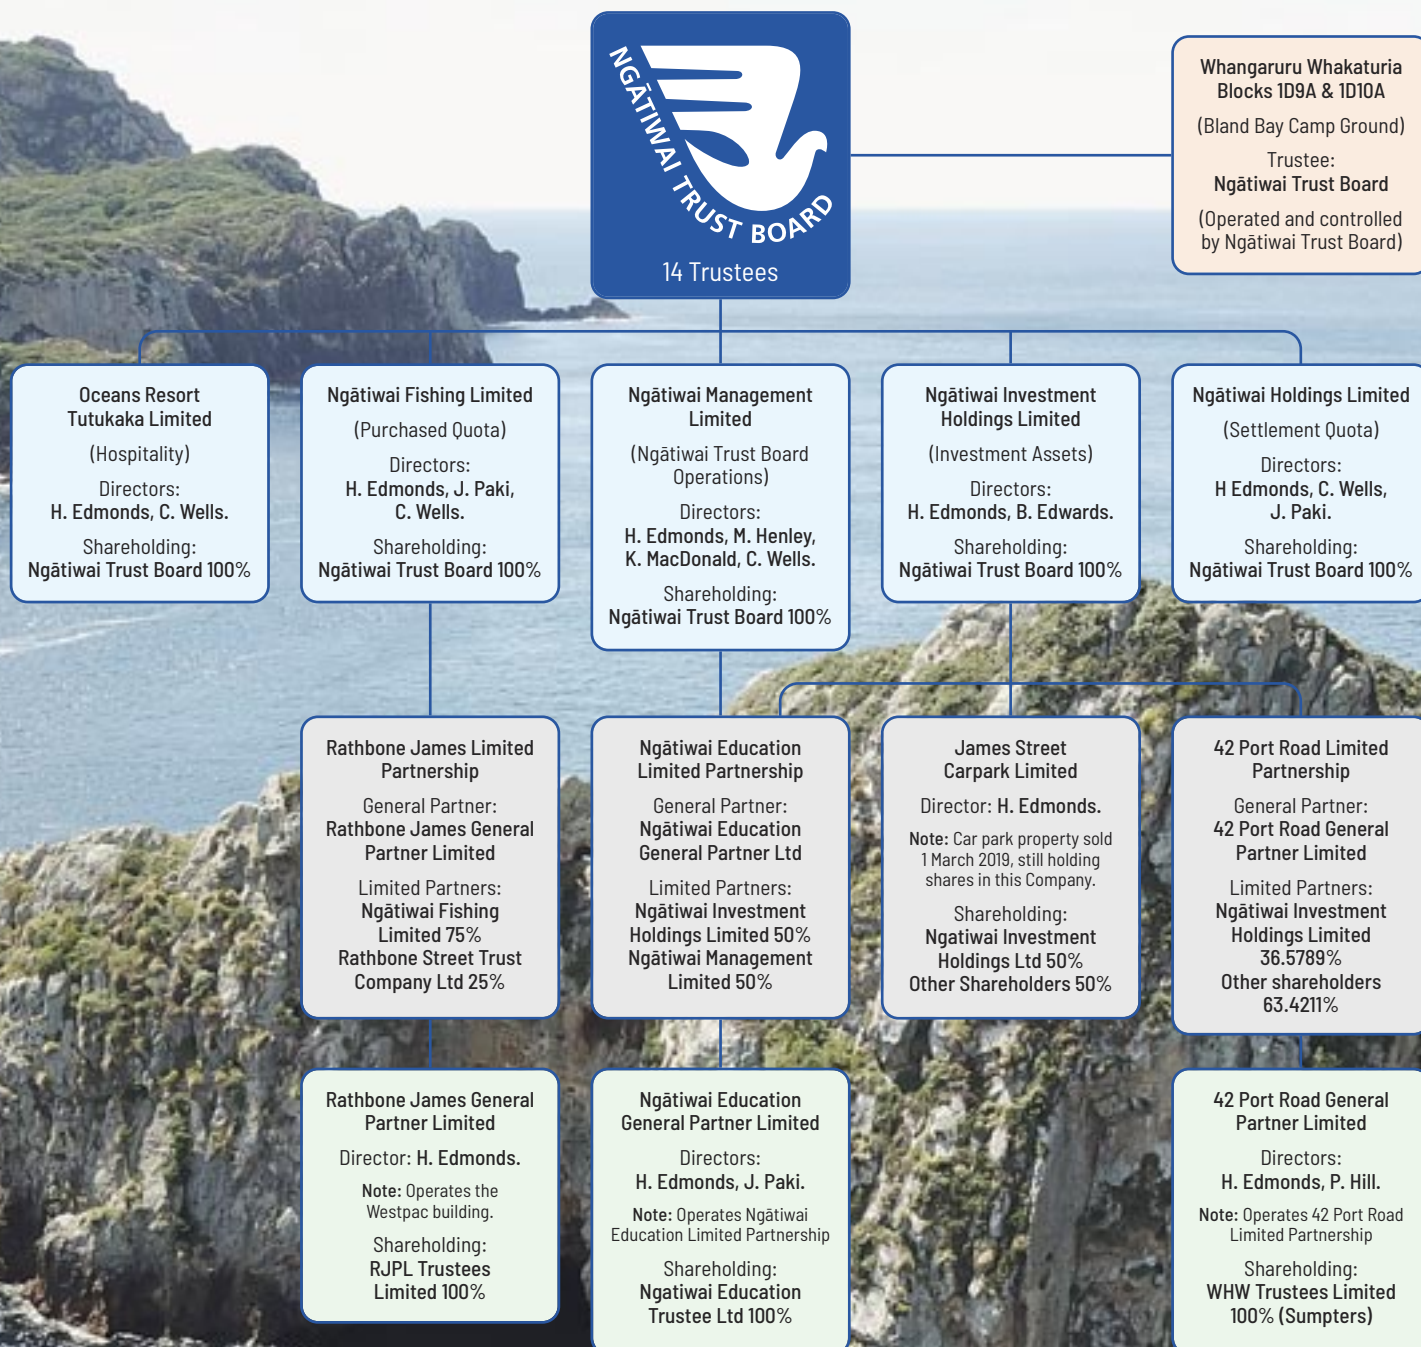 NGĀTIWAI TRUST BOARD
14 Trustees
Whangaruru Whakaturia
Blocks 1D9A & 1D10A
(Bland Bay Camp Ground)
Trustee:
Ngātiwai Trust Board
(Operated and controlled
by Ngātiwai Trust Board)
Oceans Resort
Tutukaka Limited
(Hospitality)
Directors:
H. Edmonds, C. Wells.
Shareholding:
Ngātiwai Trust Board 100%
Ngātiwai Fishing Limited
(Purchased Quota)
Directors:
H. Edmonds, J. Paki,
C. Wells.
Shareholding:
Ngātiwai Trust Board 100%
Ngātiwai Management
Limited
(Ngātiwai Trust Board
Operations)
Directors:
H. Edmonds, M. Henley,
K. MacDonald, C. Wells.
Shareholding:
Ngātiwai Trust Board 100%
Ngātiwai Investment
Holdings Limited
(Investment Assets)
Directors:
H. Edmonds, B. Edwards.
Shareholding:
Ngātiwai Trust Board 100%
Ngātiwai Holdings Limited
(Settlement Quota)
Directors:
H Edmonds, C. Wells,
J. Paki.
Shareholding:
Ngātiwai Trust Board 100%
Rathbone James Limited
Partnership
General Partner:
Rathbone James General
Partner Limited
Limited Partners:
Ngātiwai Fishing
Limited 75%
Rathbone Street Trust
Company Ltd 25%
Ngātiwai Education
Limited Partnership
General Partner:
Ngātiwai Education
General Partner Ltd
Limited Partners:
Ngātiwai Investment
Holdings Limited 50%
Ngātiwai Management
Limited 50%
James Street
Carpark Limited
Director: H. Edmonds.
Note: Car park property sold
1 March 2019, still holding
shares in this Company.
Shareholding:
Ngatiwai Investment
Holdings Ltd 50%
Other Shareholders 50%
42 Port Road Limited
Partnership
General Partner:
42 Port Road General
Partner Limited
Limited Partners:
Ngātiwai Investment
Holdings Limited
36.5789%
Other shareholders
63.4211%
Rathbone James General
Partner Limited
Director: H. Edmonds.
Note: Operates the
Westpac building.
Shareholding:
RJPL Trustees
Limited 100%
Ngātiwai Education
General Partner Limited
Directors:
H. Edmonds, J. Paki.
Note: Operates Ngātiwai
Education Limited Partnership
Shareholding:
Ngatiwai Education
Trustee Ltd 100%
42 Port Road General
Partner Limited
Directors:
H. Edmonds, P. Hill.
Note: Operates 42 Port Road
Limited Partnership
Shareholding:
WHW Trustees Limited
100% (Sumpters)